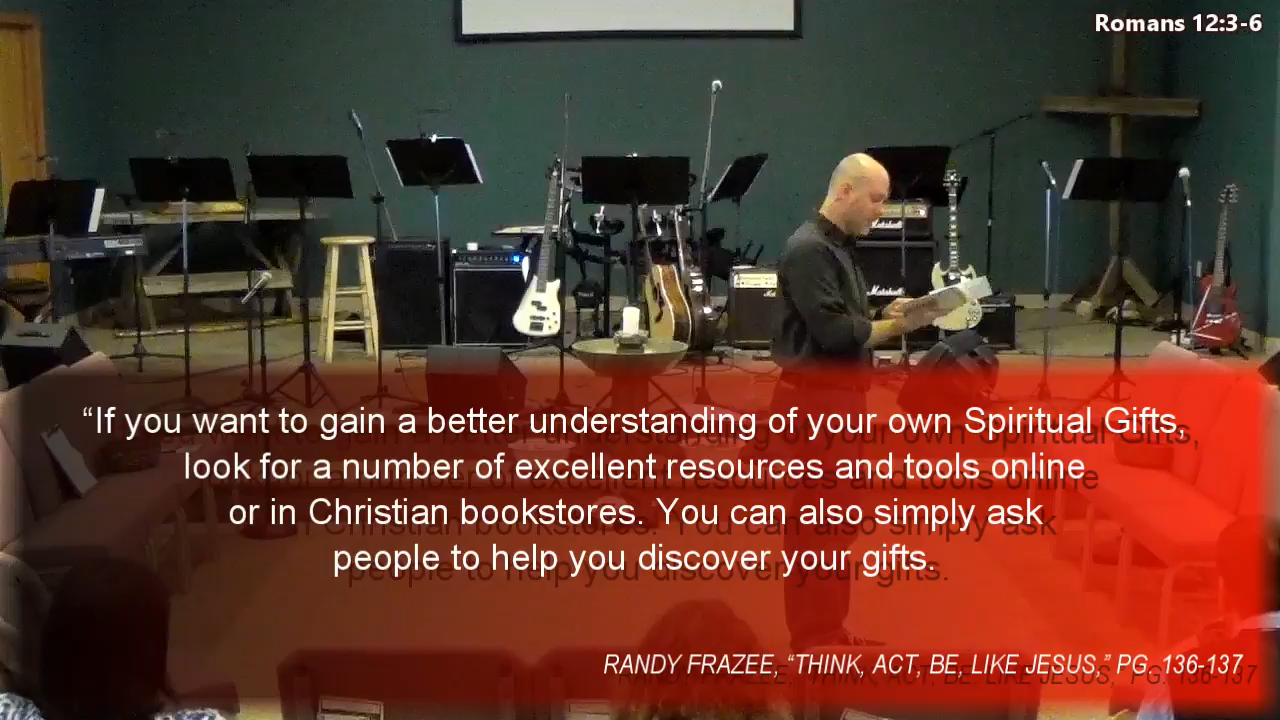 Romans 12:3-6
Marshall
“If you want to gain a better understanding of your own Spiritual Gifts,
look for a number of excellent resources and tools online
or in Christian bookstores. You can also simply ask
people to help you discover your gifts.
RANDY FRAZEE, “THINK, ACT, BE, LIKE JESUS,” PG. 136-137